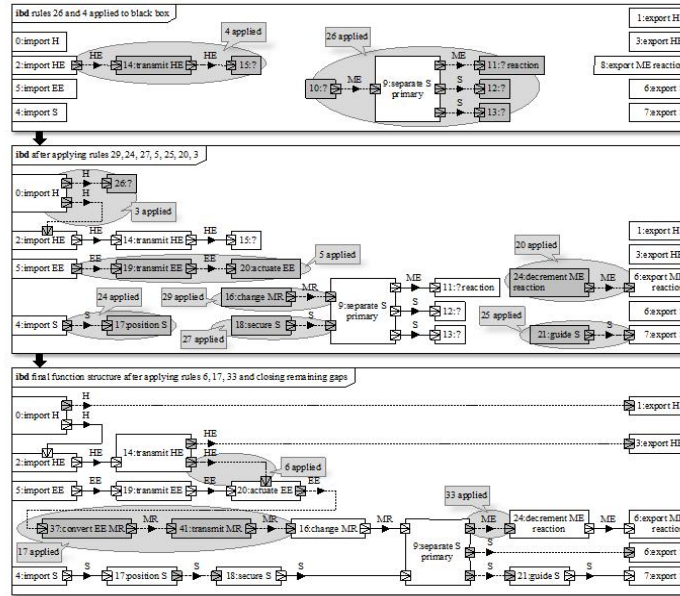 ibd rules 26 and 4 applied to black box
4 applied
26 applied
1:export H
0:import H
3:export HE
HE
HE
ME
2:import HE
14:transmit HE
15:?
11:? reaction
8:export ME reaction
ME
S
5:import EE
10:?
9:separate S
primary
12:?
6:export
S
4:import S
13:?
7:export
ibd after applying rules 29, 24, 27, 5, 25, 20, 3
H
26:?
0:import H
H
3 applied
HE
HE
1:export H
2:import HE
14:transmit HE
15:?
5 applied
20 applied
3:export HE
EE
EE
5:import EE
19:transmit EE
20:actuate EE
24:decrement ME
reaction
ME
6:export ME
reaction
24 applied
29 applied
16:change MR
MR
ME
11:? reaction
9:separate S
primary
S
12:?
25 applied
6:export
S
S
S
S
4:import S
17:position S
18:secure S
13:?
21:guide S
7:export
27 applied
ibd final function structure after applying rules 6, 17, 33 and closing remaining gaps
H
1:export H
0:import H
H
HE
3:export HE
HE
14:transmit HE
HE
2:import HE
6 applied
EE
EE
EE
5:import EE
19:transmit EE
20:actuate EE
33 applied
MR
MR
MR
ME
ME
37:convert EE MR
41:transmit MR
16:change MR
24:decrement ME
reaction
6:export ME
reaction
17 applied
9:separate S
primary
S
6:export
S
S
S
S
S
4:import S
17:position S
18:secure S
21:guide S
7:export